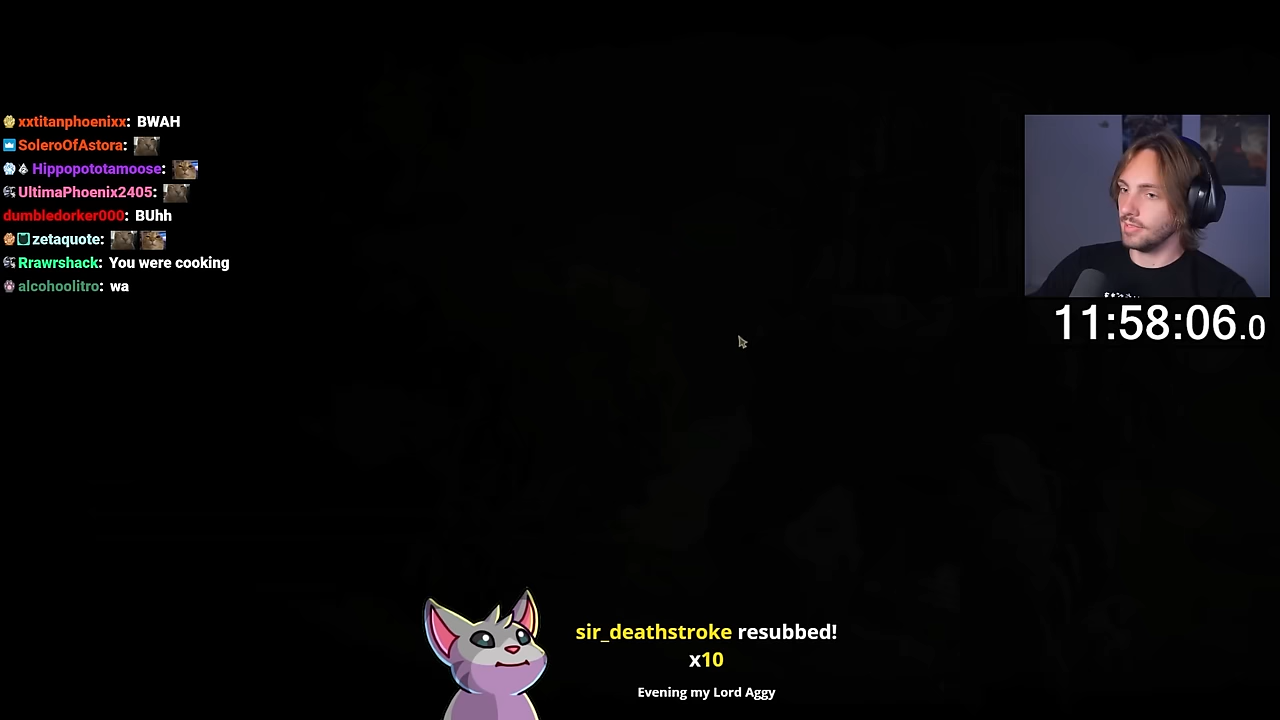 xxtitanphoenixx: BWAH
SoleroOfAstora:
Hippopototamoose:
UltimaPhoenix2405:
dumbledorker000: BUhh
zetaquote:
Rrawrshack: You were cooking
alcohoolitro: wa
11:58:06.0
sir_deathstroke resubbed!
x10
Evening my Lord Aggy